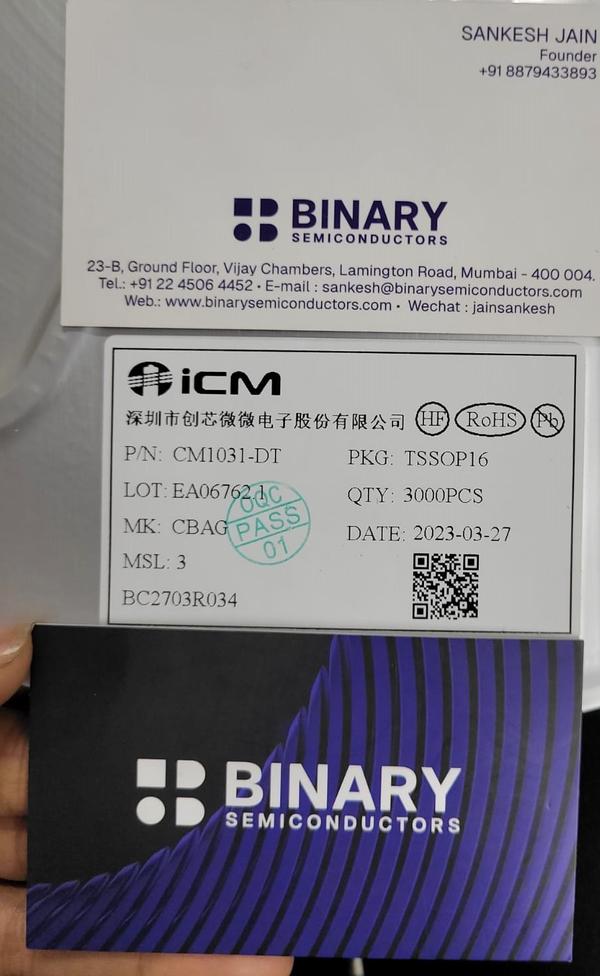 SANKESH JAIN
Founder
+91 8879433893
BINARY
SEMICONDUCTORS
23-B, Ground Floor, Vijay Chambers, Lamington Road, Mumbai - 400 004.
Tel.: +91 22 4506 4452 • E-mail : sankesh@binarysemiconductors.com
Web.: www.binarysemiconductors.com • Wechat : jainsankesh
iCM
深圳市创芯微微电子股份有限公司 HF RoHS Pb
P/N: CM1031-DT PKG: TSSOP16
LOT: EA06762.1 QTY: 3000PCS
MK: CBAG DATE: 2023-03-27
OQC
PASS
01
MSL: 3
BC2703R034
BINARY
SEMICONDUCTORS